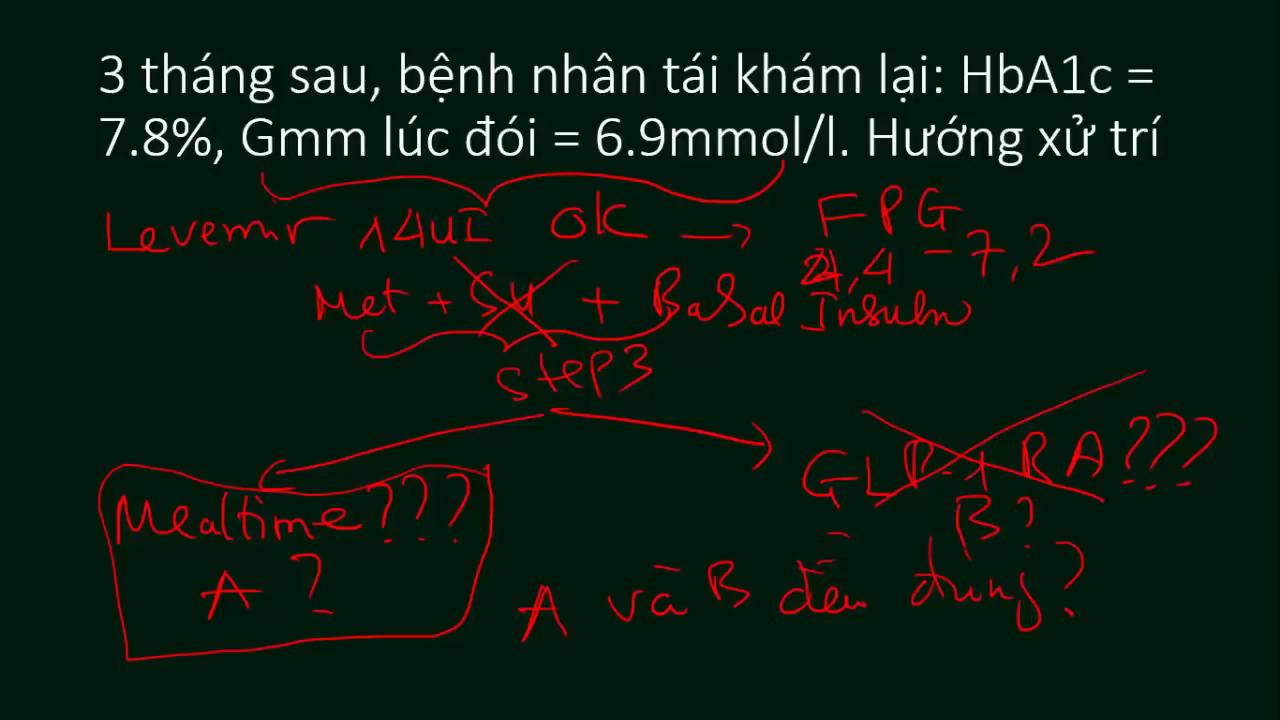 3 tháng sau, bệnh nhân tái khám lại: HbA1c =
7.8%, Gmm lúc đói = 6.9mmol/l. Hướng xử trí
Levemir 14UI OK → FPG
4,4 - 7,2
Met + SU + Basal Insulin
Step3
Mealtime ???
A ?
GLP-1 RA ???
B?
A và B đều đúng?